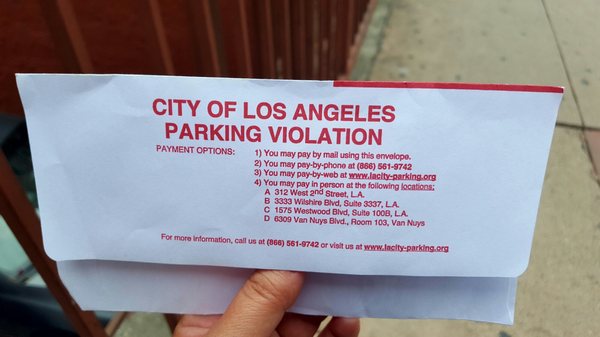 CITY OF LOS ANGELES
PARKING VIOLATION
PAYMENT OPTIONS: 1) You may pay by mail using this envelope.
2) You may pay-by-phone at (866) 561-9742
3) You may pay-by-web at www.lacity-parking.org
4) You may pay in person at the following locations:
A 312 West 2nd Street, L.A.
B 3333 Wilshire Blvd, Suite 3337, L.A.
C 1575 Westwood Blvd, Suite 100B, L.A.
D 6309 Van Nuys Blvd., Room 103, Van Nuys
For more information, call us at (866) 561-9742 or visit us at www.lacity-parking.org